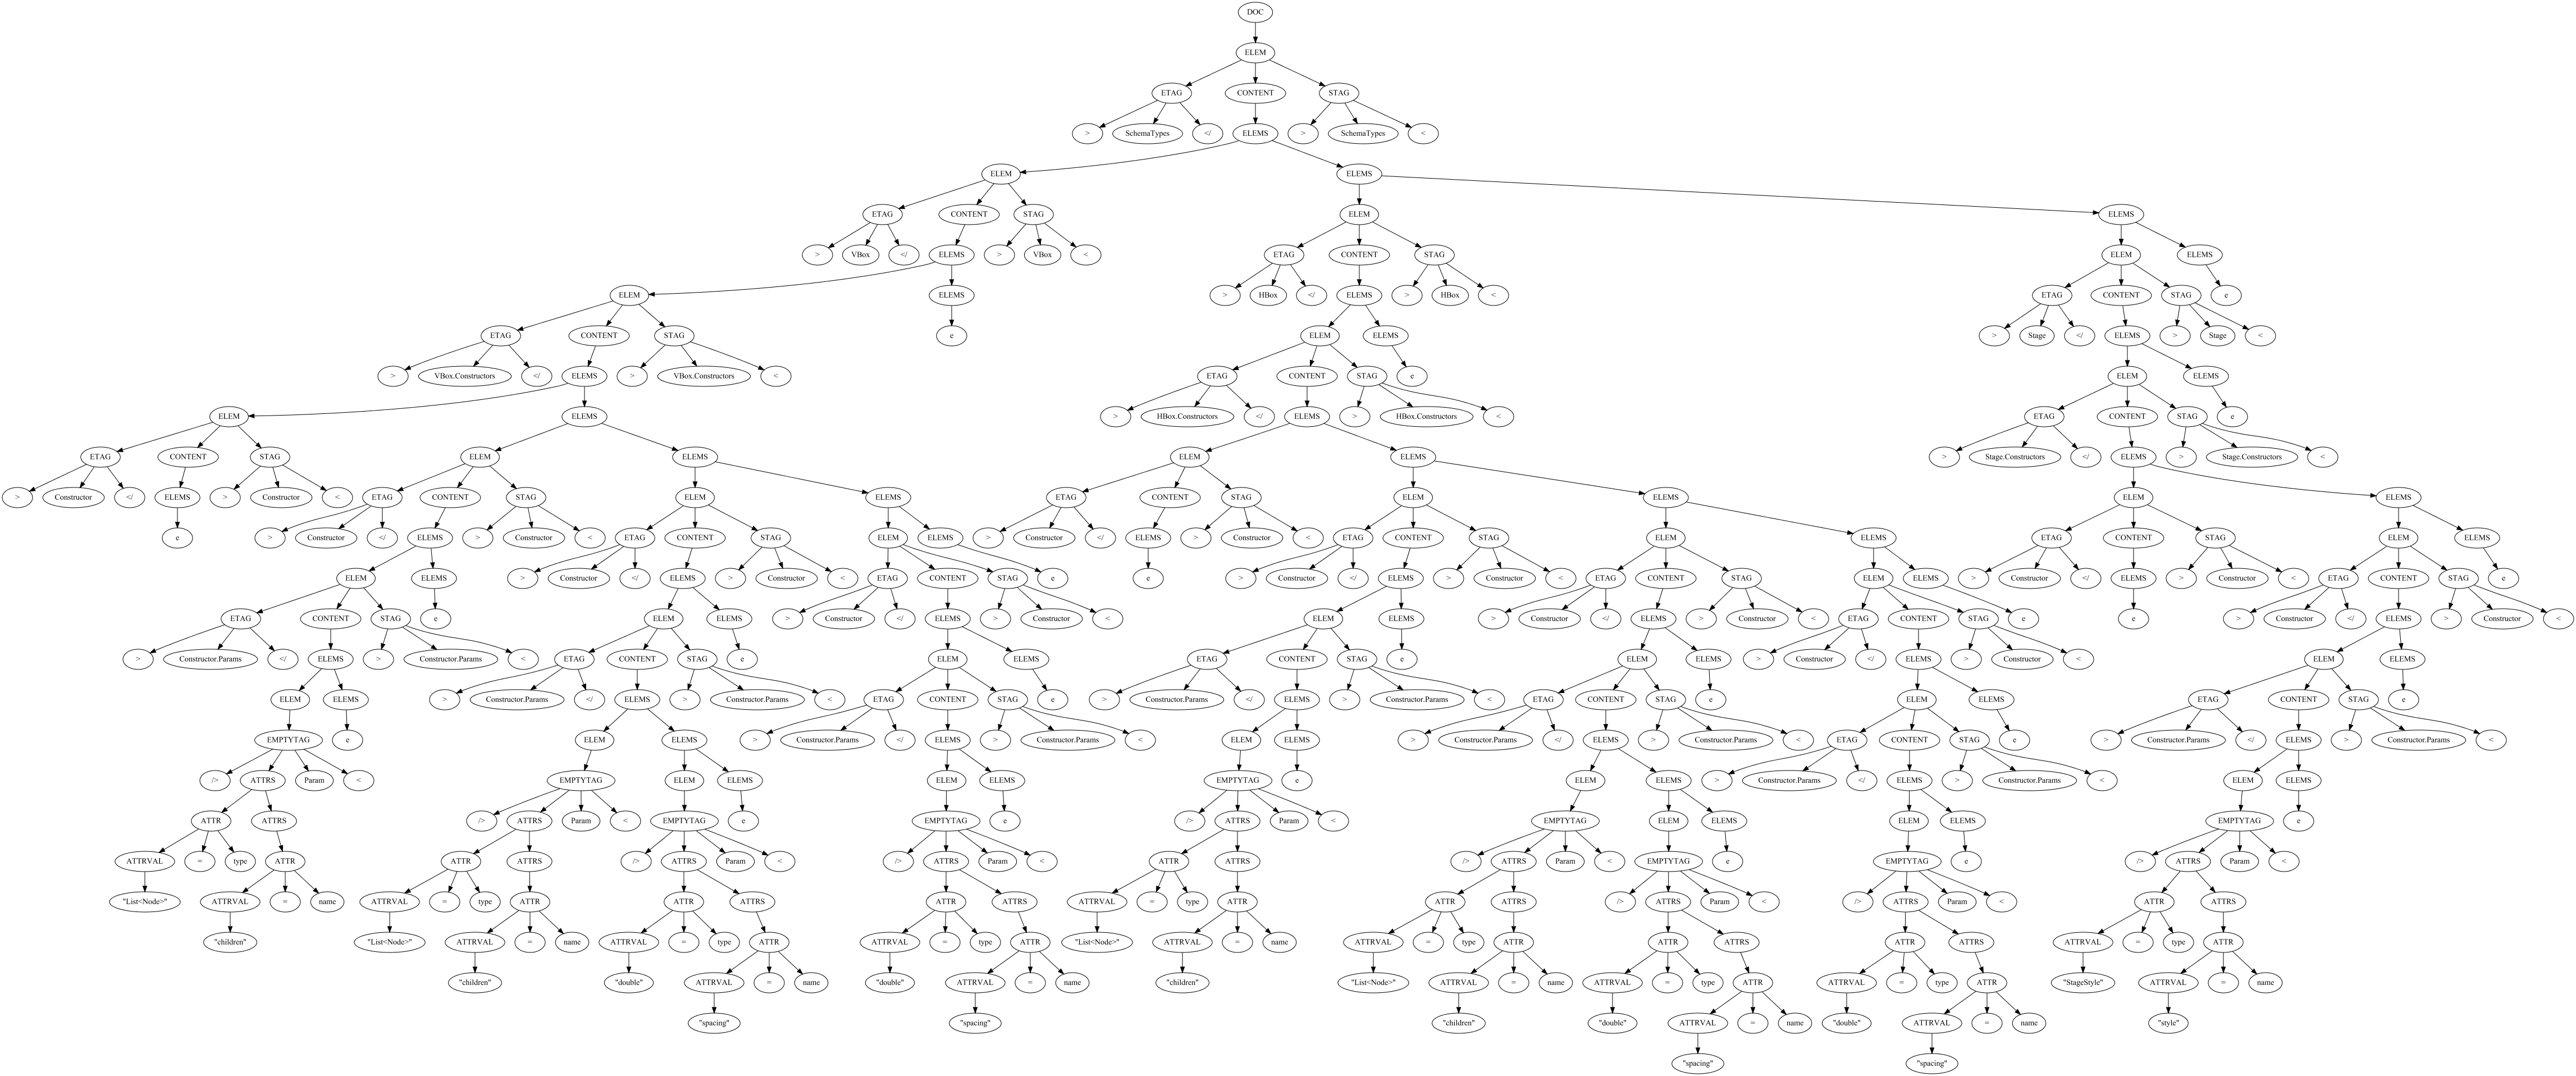 DOC
ELEM
ETAG CONTENT STAG
> SchemaTypes </ ELEMS > SchemaTypes <
ELEM ELEMS
ETAG CONTENT STAG ELEM ELEMS
> VBox </ ELEMS > VBox < ETAG CONTENT STAG ELEM ELEMS
ELEM ELEMS > HBox </ ELEMS > HBox < ETAG CONTENT STAG e
ETAG CONTENT STAG e ELEM ELEMS > Stage </ ELEMS > Stage <
> VBox.Constructors </ ELEMS > VBox.Constructors < ETAG CONTENT STAG e ELEM ELEMS
ELEM ELEMS > HBox.Constructors </ ELEMS > HBox.Constructors < ETAG CONTENT STAG e
ETAG CONTENT STAG ELEM ELEMS ELEM ELEMS > Stage.Constructors </ ELEMS > Stage.Constructors <
> Constructor </ ELEMS > Constructor < ETAG CONTENT STAG ELEM ELEMS ETAG CONTENT STAG ELEM ELEMS ELEM ELEMS
e > Constructor </ ELEMS > Constructor < ETAG CONTENT STAG ELEM ELEMS > Constructor </ ELEMS > Constructor < ETAG CONTENT STAG ELEM ELEMS ETAG CONTENT STAG ELEM ELEMS
ELEM ELEMS > Constructor </ ELEMS > Constructor < ETAG CONTENT STAG e e > Constructor </ ELEMS > Constructor < ETAG CONTENT STAG ELEM ELEMS > Constructor </ ELEMS > Constructor < ETAG CONTENT STAG e
ETAG CONTENT STAG e ELEM ELEMS > Constructor </ ELEMS > Constructor < ELEM ELEMS > Constructor </ ELEMS > Constructor < ETAG CONTENT STAG e e > Constructor </ ELEMS > Constructor <
> Constructor.Params </ ELEMS > Constructor.Params < ETAG CONTENT STAG e ELEM ELEMS ETAG CONTENT STAG e ELEM ELEMS > Constructor </ ELEMS > Constructor < ELEM ELEMS
ELEM ELEMS > Constructor.Params </ ELEMS > Constructor.Params < ETAG CONTENT STAG e > Constructor.Params </ ELEMS > Constructor.Params < ETAG CONTENT STAG e ELEM ELEMS ETAG CONTENT STAG e
EMPTYTAG e ELEM ELEMS > Constructor.Params </ ELEMS > Constructor.Params < ELEM ELEMS > Constructor.Params </ ELEMS > Constructor.Params < ETAG CONTENT STAG e > Constructor.Params </ ELEMS > Constructor.Params <
/> ATTRS Param < EMPTYTAG ELEM ELEMS ELEM ELEMS EMPTYTAG e ELEM ELEMS > Constructor.Params </ ELEMS > Constructor.Params < ELEM ELEMS
ATTR ATTRS /> ATTRS Param < EMPTYTAG e EMPTYTAG e /> ATTRS Param < EMPTYTAG ELEM ELEMS ELEM ELEMS EMPTYTAG e
ATTRVAL = type ATTR ATTR ATTRS /> ATTRS Param < /> ATTRS Param < ATTR ATTRS /> ATTRS Param < EMPTYTAG e EMPTYTAG e /> ATTRS Param <
"List<Node>" ATTRVAL = name ATTRVAL = type ATTR ATTR ATTRS ATTR ATTRS ATTRVAL = type ATTR ATTR ATTRS /> ATTRS Param < /> ATTRS Param < ATTR ATTRS
"children" "List<Node>" ATTRVAL = name ATTRVAL = type ATTR ATTRVAL = type ATTR "List<Node>" ATTRVAL = name ATTRVAL = type ATTR ATTR ATTRS ATTR ATTRS ATTRVAL = type ATTR
"children" "double" ATTRVAL = name "double" ATTRVAL = name "children" "List<Node>" ATTRVAL = name ATTRVAL = type ATTR ATTRVAL = type ATTR "StageStyle" ATTRVAL = name
"spacing" "spacing" "children" "double" ATTRVAL = name "double" ATTRVAL = name "style"
"spacing" "spacing"